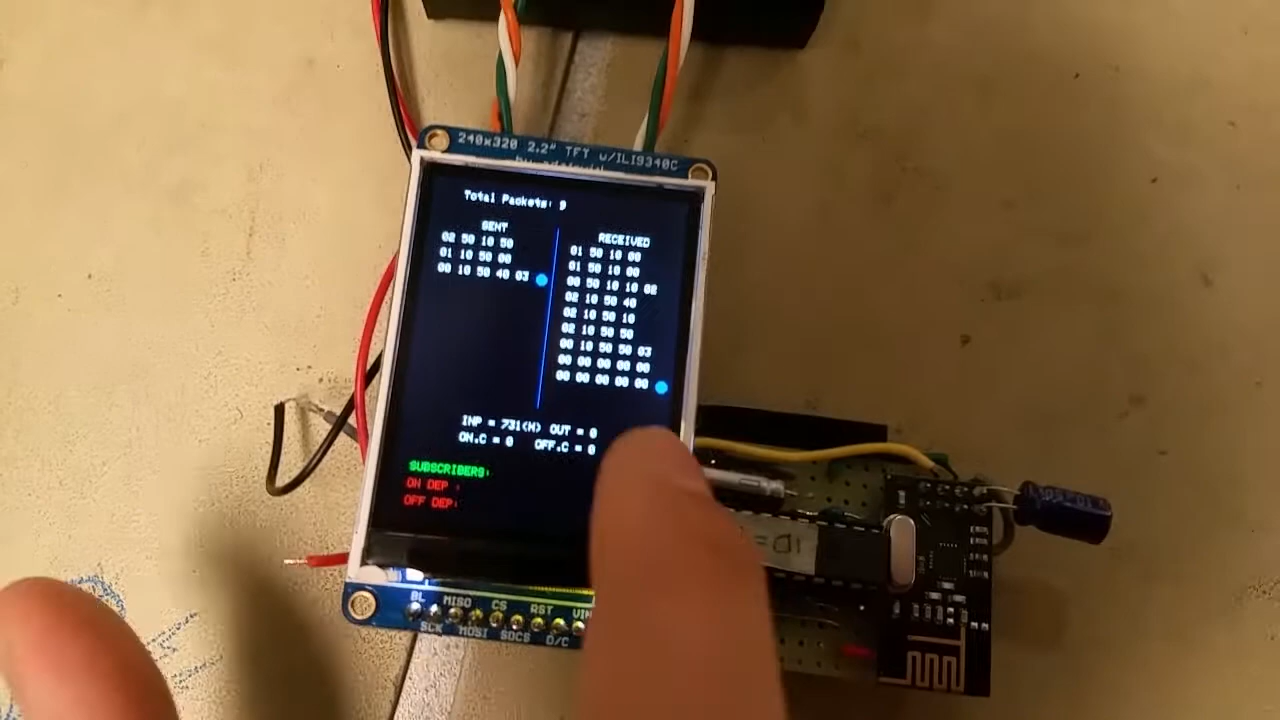 240x320 2.2" TFT w/ILI9340C
Total Packets: 9
SENT
02 50 10 50
01 10 50 00
00 10 50 40 03
RECEIVED
01 50 10 00
01 50 10 00
00 50 10 10 02
02 10 50 40
02 10 50 10
02 10 50 50
00 10 50 50 03
00 00 00 00 00
00 00 00 00 00
INP = 731(N) OUT = 0
ON.C = 0 OFF.C = 0
SUBSCRIBERS:
ON DEP :
OFF DEP:
BL MISO CS RST VIN
SCK MOSI SDCS D/C
ID=